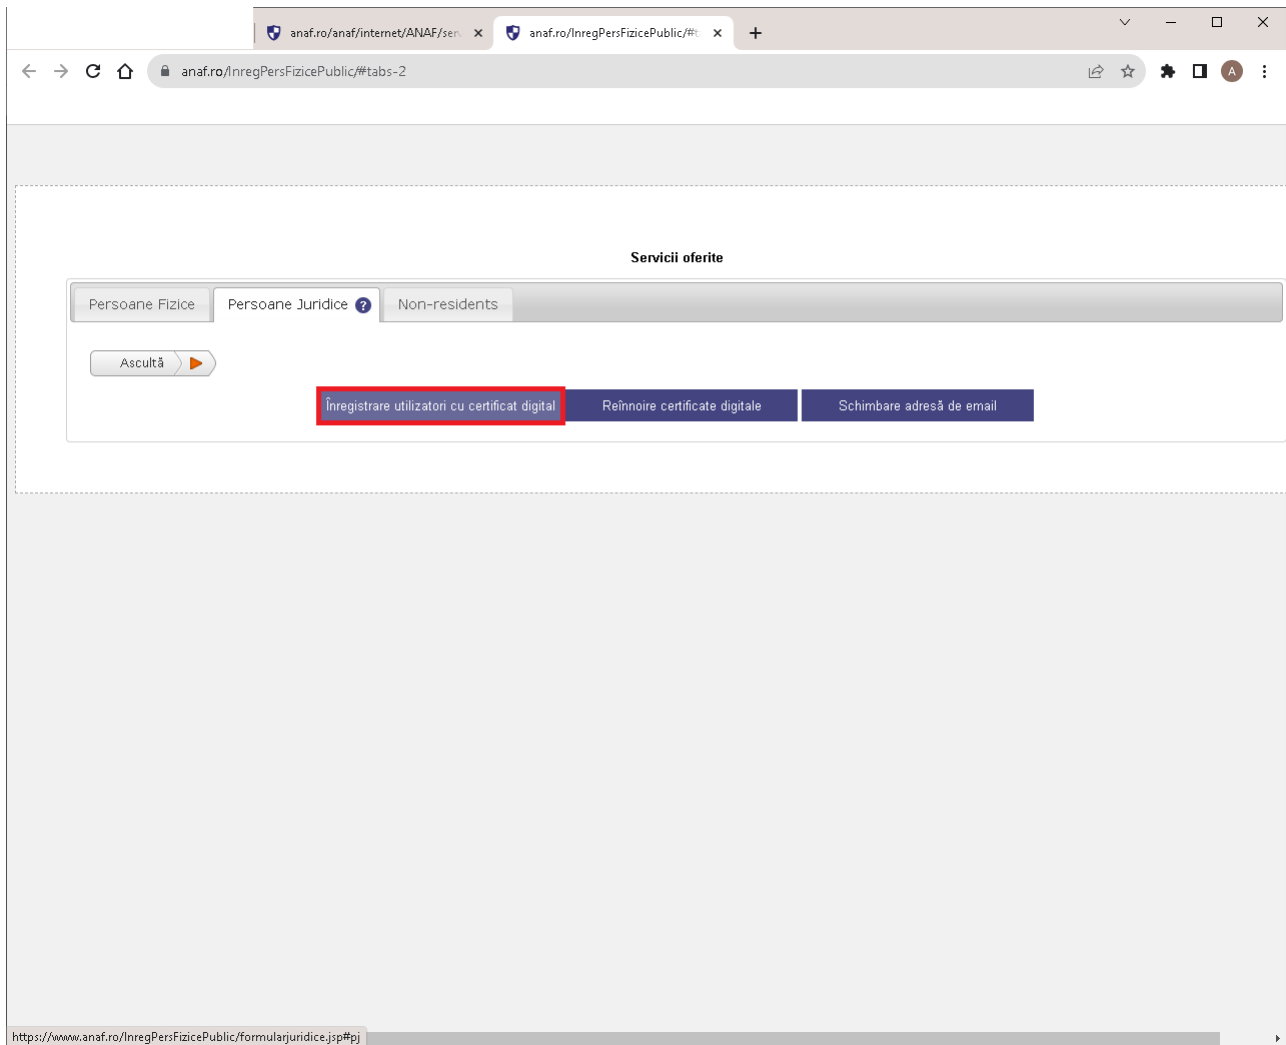 anaf.ro/anaf/internet/ANAF/ser
anaf.ro/InregPersFizicePublic/#t
anaf.ro/InregPersFizicePublic/#tabs-2
A
Servicii oferite
Persoane Fizice
Persoane Juridice ?
Non-residents
Ascultă
Înregistrare utilizatori cu certificat digital
Reînnoire certificate digitale
Schimbare adresă de email
https://www.anaf.ro/InregPersFizicePublic/formularjuridice.jsp#pj